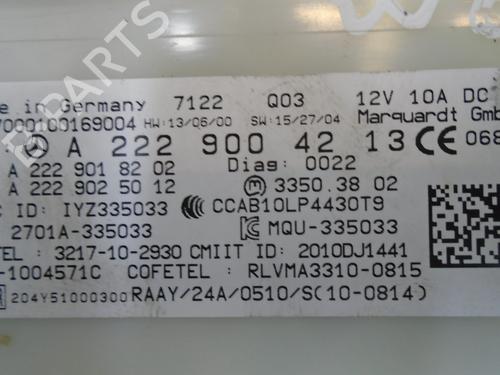 e in Germany 7122 Q03 12V 10A DC
7000100169004 HW:13/06/00 SW:15/27/04 Marquardt Gmb
A 222 900 42 13 CE 068
A 222 901 82 02 Diag: 0022
A 222 902 50 12 3350.38 02
C ID: IYZ335033 CCAB10LP4430T9
2701A-335033 MQU-335033
TEL : 3217-10-2930 CMIIT ID: 2010DJ1441
-1004571C COFETEL : RLVMA3310-0815
204Y51000300 RAAY/24A/0510/S(10-0814)
B-PARTS